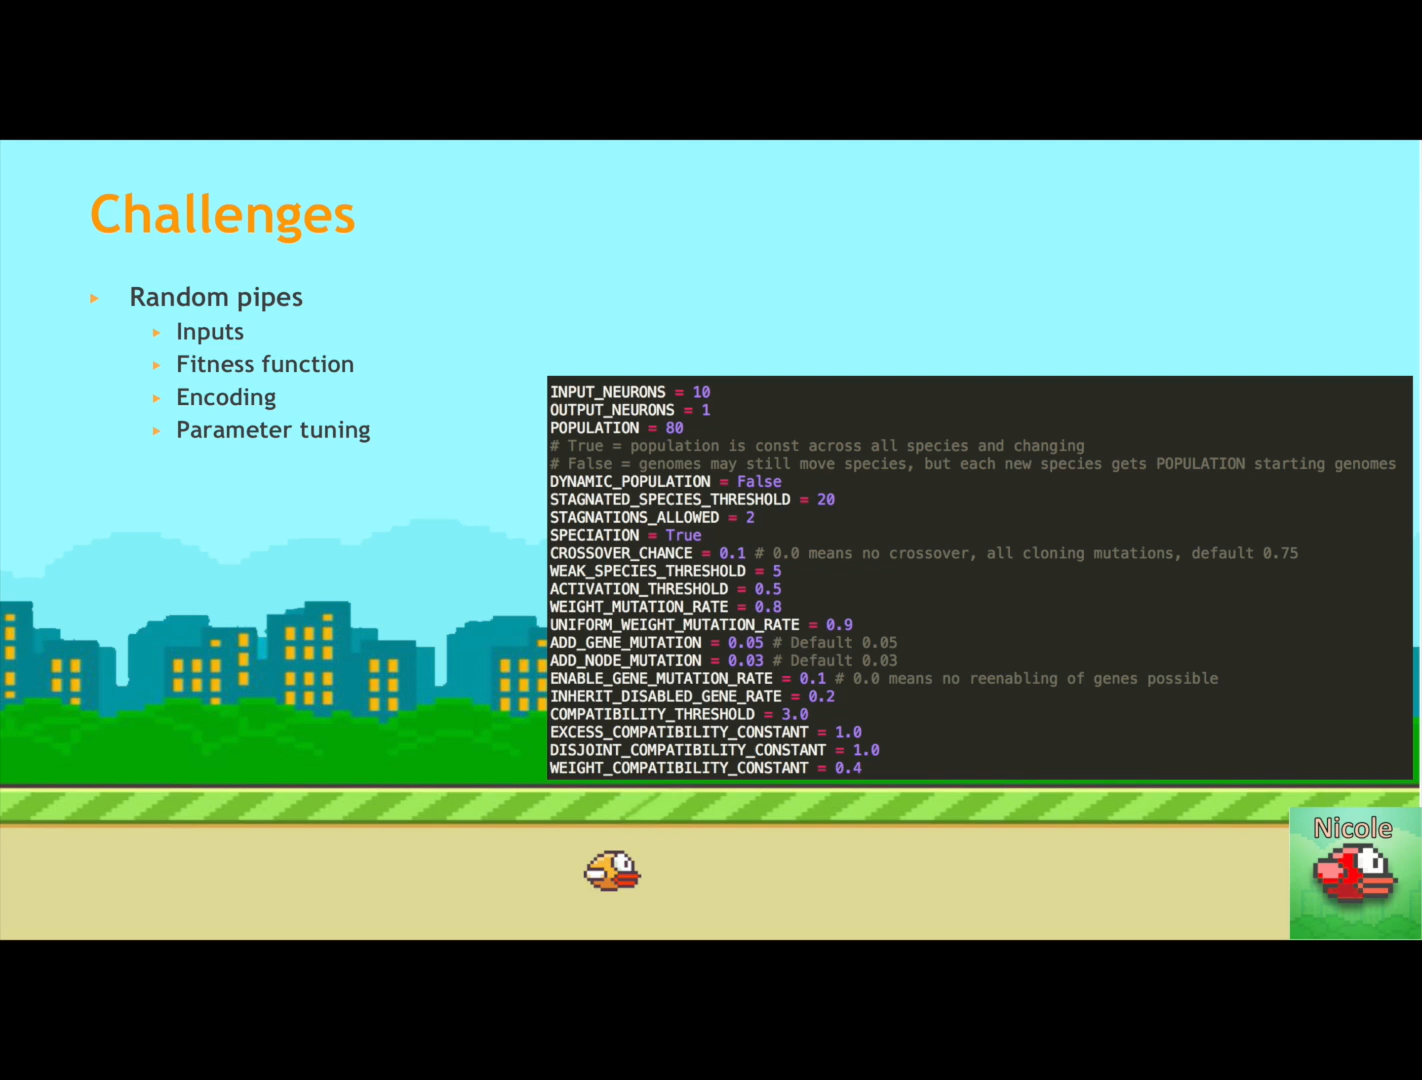 Challenges
Random pipes
Inputs
Fitness function
Encoding
Parameter tuning
INPUT_NEURONS = 10
OUTPUT_NEURONS = 1
POPULATION = 80
# True = population is const across all species and changing
# False = genomes may still move species, but each new species gets POPULATION starting genomes
DYNAMIC_POPULATION = False
STAGNATED_SPECIES_THRESHOLD = 20
STAGNATIONS_ALLOWED = 2
SPECIATION = True
CROSSOVER_CHANCE = 0.1 # 0.0 means no crossover, all cloning mutations, default 0.75
WEAK_SPECIES_THRESHOLD = 5
ACTIVATION_THRESHOLD = 0.5
WEIGHT_MUTATION_RATE = 0.8
UNIFORM_WEIGHT_MUTATION_RATE = 0.9
ADD_GENE_MUTATION = 0.05 # Default 0.05
ADD_NODE_MUTATION = 0.03 # Default 0.03
ENABLE_GENE_MUTATION_RATE = 0.1 # 0.0 means no reenabling of genes possible
INHERIT_DISABLED_GENE_RATE = 0.2
COMPATIBILITY_THRESHOLD = 3.0
EXCESS_COMPATIBILITY_CONSTANT = 1.0
DISJOINT_COMPATIBILITY_CONSTANT = 1.0
WEIGHT_COMPATIBILITY_CONSTANT = 0.4
Nicole